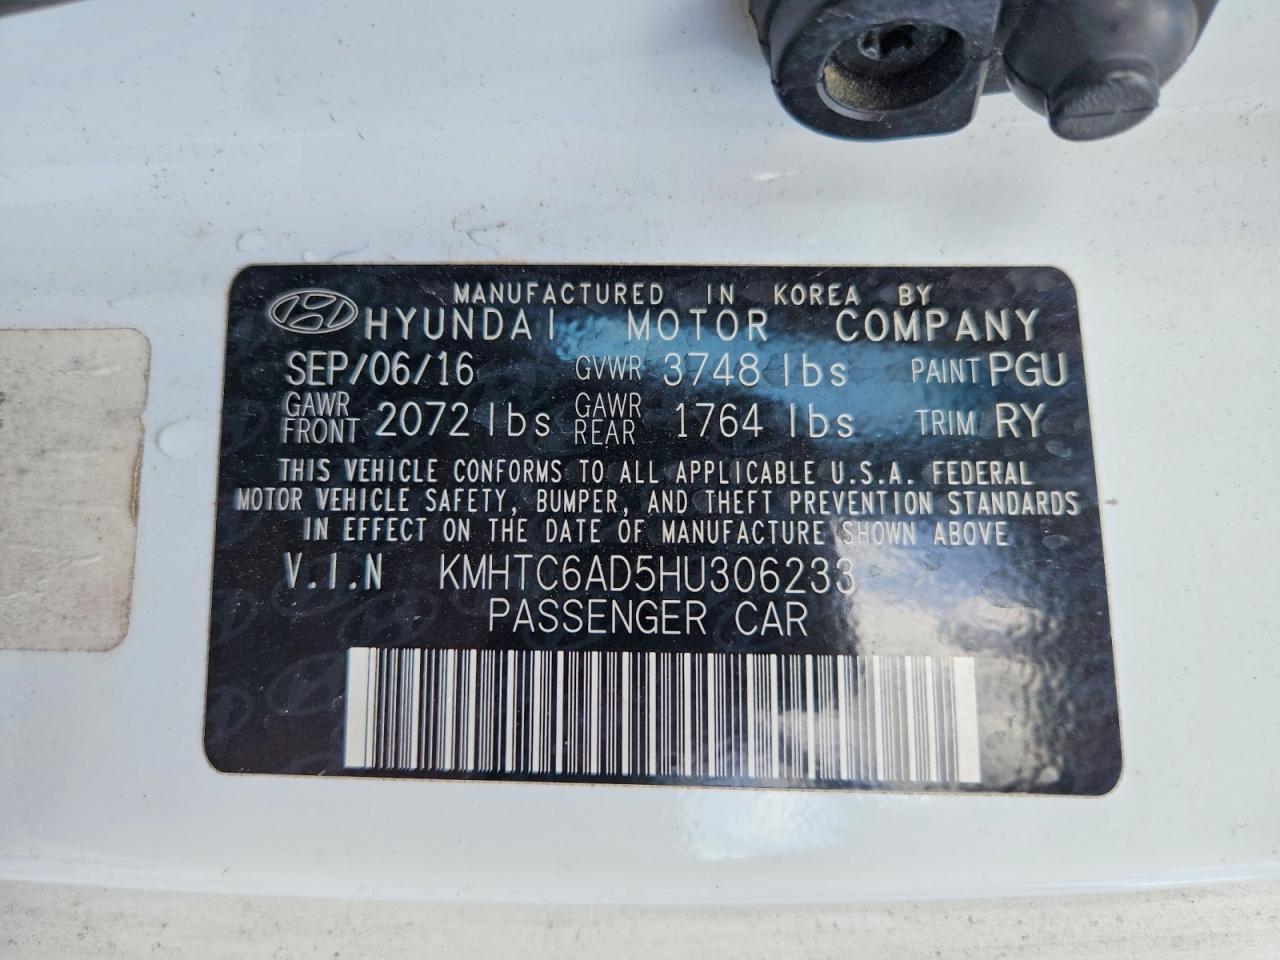 MANUFACTURED IN KOREA BY
HYUNDAI MOTOR COMPANY
SEP/06/16 GVWR 3748 lbs PAINT PGU
GAWR FRONT 2072 lbs GAWR REAR 1764 lbs TRIM RY
THIS VEHICLE CONFORMS TO ALL APPLICABLE U.S.A. FEDERAL
MOTOR VEHICLE SAFETY, BUMPER, AND THEFT PREVENTION STANDARDS
IN EFFECT ON THE DATE OF MANUFACTURE SHOWN ABOVE
V.I.N KMHTC6AD5HU306233
PASSENGER CAR